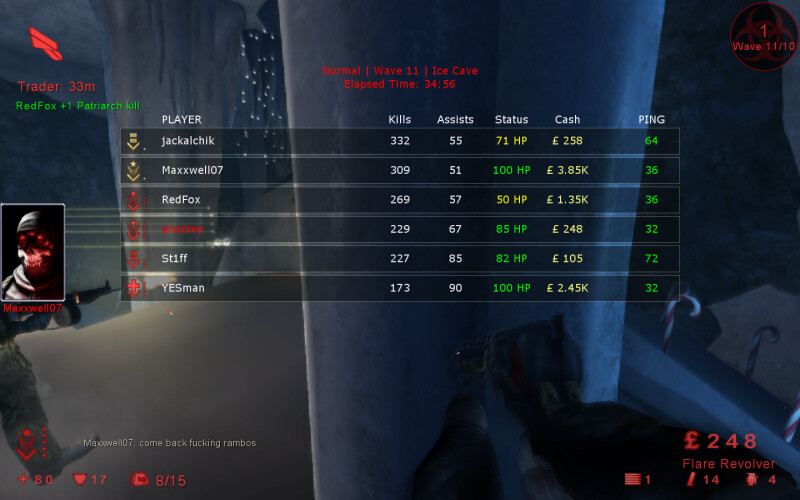 1
Wave 11/10
Normal | Wave 11 | Ice Cave
Elapsed Time: 34:56
Trader: 33m
RedFox +1 Patriarch kill
PLAYER Kills Assists Status Cash PING
jackalchik 332 55 71 HP £ 258 64
Maxxwell07 309 51 100 HP £ 3.85K 36
RedFox 269 57 50 HP £ 1.35K 36
229 67 85 HP £ 248 32
St1ff 227 85 82 HP £ 105 72
YESman 173 90 100 HP £ 2.45K 32
Maxxwell07
Maxxwell07: come back fucking rambos
£248
Flare Revolver
80 17 8/15 1 14 4